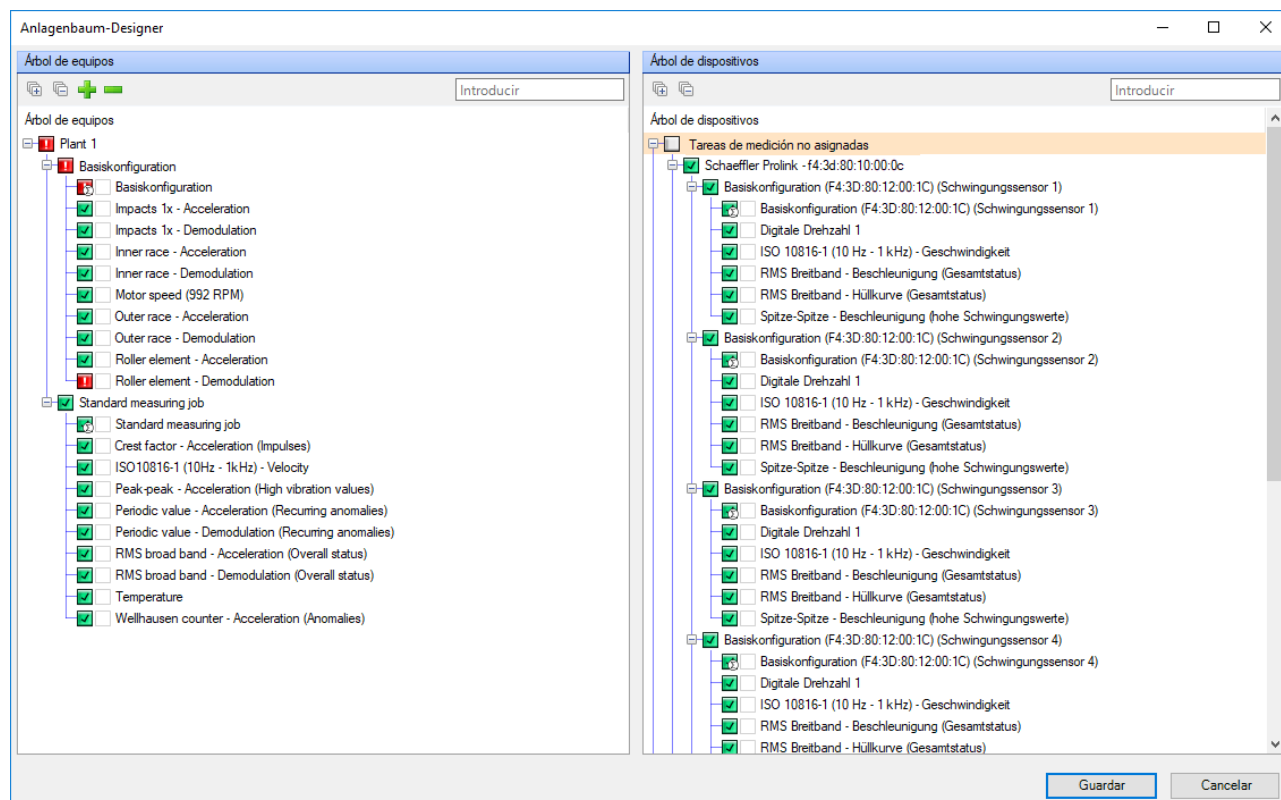 Anlagenbaum-Designer
Árbol de equipos
Introducir
Árbol de equipos
Plant 1
Basiskonfiguration
Basiskonfiguration
Impacts 1x - Acceleration
Impacts 1x - Demodulation
Inner race - Acceleration
Inner race - Demodulation
Motor speed (992 RPM)
Outer race - Acceleration
Outer race - Demodulation
Roller element - Acceleration
Roller element - Demodulation
Standard measuring job
Standard measuring job
Crest factor - Acceleration (Impulses)
ISO10816-1 (10Hz - 1kHz) - Velocity
Peak-peak - Acceleration (High vibration values)
Periodic value - Acceleration (Recurring anomalies)
Periodic value - Demodulation (Recurring anomalies)
RMS broad band - Acceleration (Overall status)
RMS broad band - Demodulation (Overall status)
Temperature
Wellhausen counter - Acceleration (Anomalies)
Árbol de dispositivos
Introducir
Árbol de dispositivos
Tareas de medición no asignadas
Schaeffler Prolink - f4:3d:80:10:00:0c
Basiskonfiguration (F4:3D:80:12:00:1C) (Schwingungssensor 1)
Basiskonfiguration (F4:3D:80:12:00:1C) (Schwingungssensor 1)
Digitale Drehzahl 1
ISO 10816-1 (10 Hz - 1 kHz) - Geschwindigkeit
RMS Breitband - Beschleunigung (Gesamtstatus)
RMS Breitband - Hüllkurve (Gesamtstatus)
Spitze-Spitze - Beschleunigung (hohe Schwingungswerte)
Basiskonfiguration (F4:3D:80:12:00:1C) (Schwingungssensor 2)
Basiskonfiguration (F4:3D:80:12:00:1C) (Schwingungssensor 2)
Digitale Drehzahl 1
ISO 10816-1 (10 Hz - 1 kHz) - Geschwindigkeit
RMS Breitband - Beschleunigung (Gesamtstatus)
RMS Breitband - Hüllkurve (Gesamtstatus)
Spitze-Spitze - Beschleunigung (hohe Schwingungswerte)
Basiskonfiguration (F4:3D:80:12:00:1C) (Schwingungssensor 3)
Basiskonfiguration (F4:3D:80:12:00:1C) (Schwingungssensor 3)
Digitale Drehzahl 1
ISO 10816-1 (10 Hz - 1 kHz) - Geschwindigkeit
RMS Breitband - Beschleunigung (Gesamtstatus)
RMS Breitband - Hüllkurve (Gesamtstatus)
Spitze-Spitze - Beschleunigung (hohe Schwingungswerte)
Basiskonfiguration (F4:3D:80:12:00:1C) (Schwingungssensor 4)
Basiskonfiguration (F4:3D:80:12:00:1C) (Schwingungssensor 4)
Digitale Drehzahl 1
ISO 10816-1 (10 Hz - 1 kHz) - Geschwindigkeit
RMS Breitband - Beschleunigung (Gesamtstatus)
RMS Breitband - Hüllkurve (Gesamtstatus)
Guardar
Cancelar